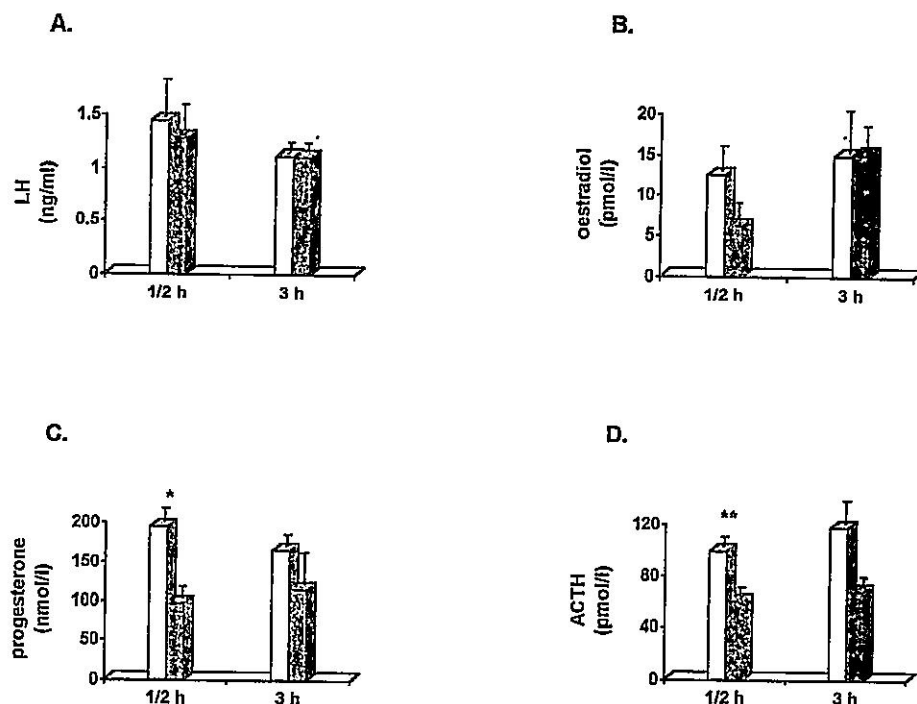 A.
LH
(ng/ml)
1.5
1
0.5
0
1/2 h
3 h
B.
oestradiol
(pmol/l)
20
15
10
5
0
1/2 h
3 h
C.
progesterone
(nmol/l)
200
150
100
50
0
*
1/2 h
3 h
D.
ACTH
(pmol/l)
120
80
40
0
**
1/2 h
3 h